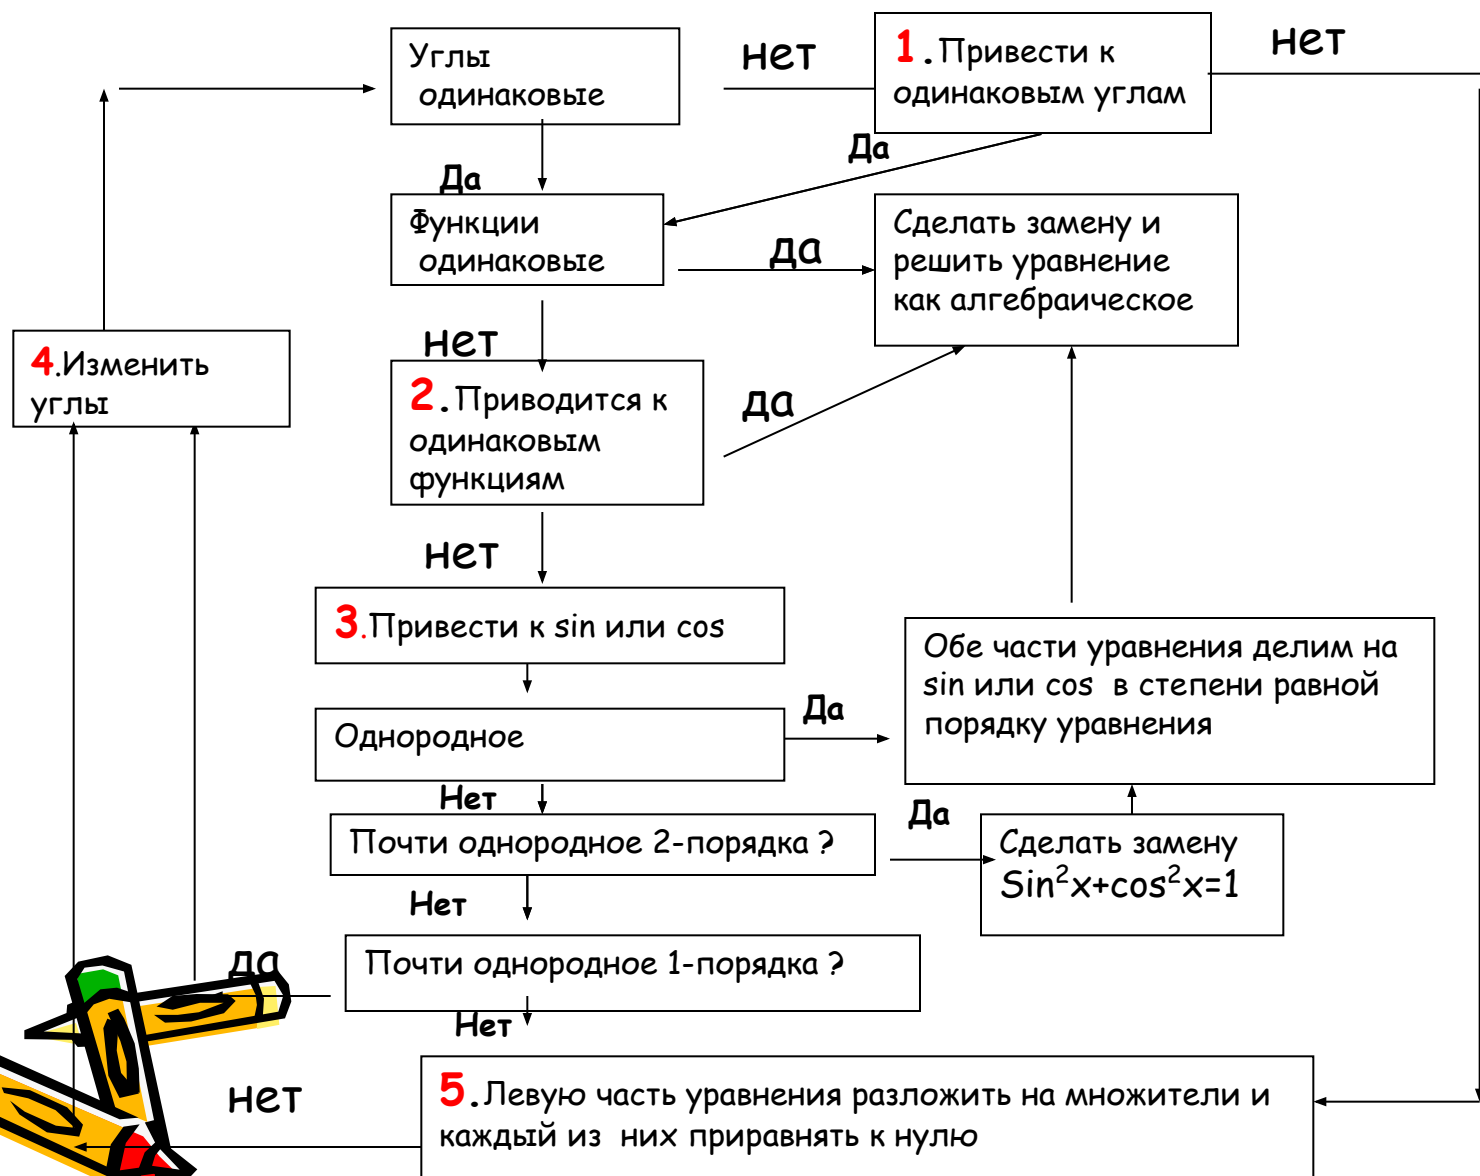 Углы
одинаковые
нет
1.Привести к
одинаковым углам
нет
Да
Да
Функции
одинаковые
да
Сделать замену и
решить уравнение
как алгебраическое
нет
4.Изменить
углы
2.Приводится к
одинаковым
функциям
да
нет
3.Привести к sin или cos
Обе части уравнения делим на
sin или cos в степени равной
порядку уравнения
Да
Однородное
Нет
Почти однородное 2-порядка ?
Да
Сделать замену
Sin²x+cos²x=1
Нет
Почти однородное 1-порядка ?
да
Нет
нет
5.Левую часть уравнения разложить на множители и
каждый из них приравнять к нулю